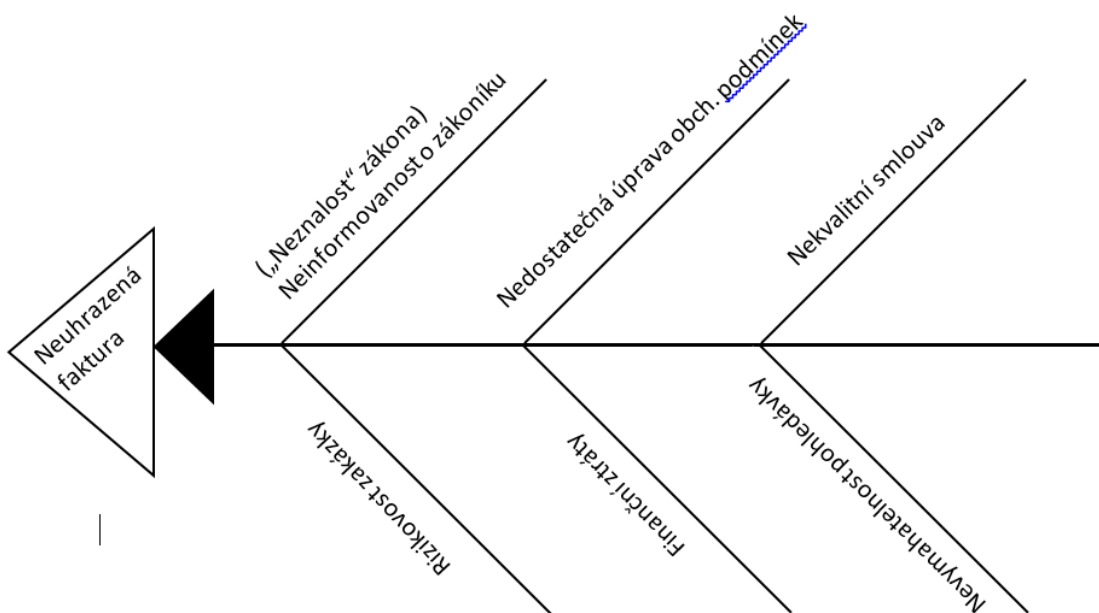 Neuhrazená
faktura
(„Neznalost“ zákona)
Neinformovanost o zákoníku
Nedostatečná úprava obch. podmínek
Nekvalitní smlouva
Rizikovost zakázky
Finanční ztráty
Nevymahatelnost pohledávky